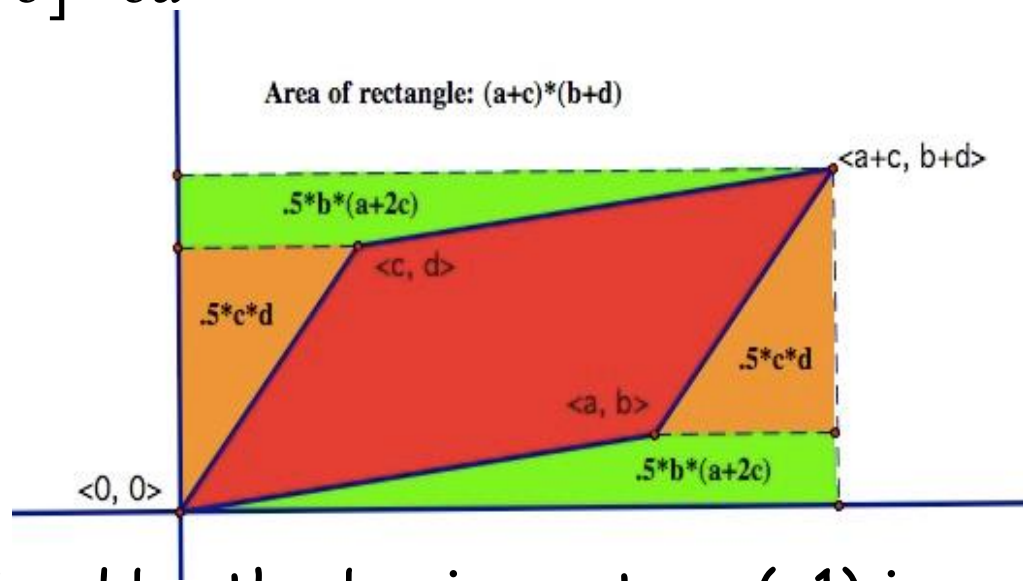 Area of rectangle: (a+c)*(b+d)
<a+c, b+d>
.5*b*(a+2c)
<c, d>
.5*c*d
.5*c*d
<a, b>
.5*b*(a+2c)
<0, 0>